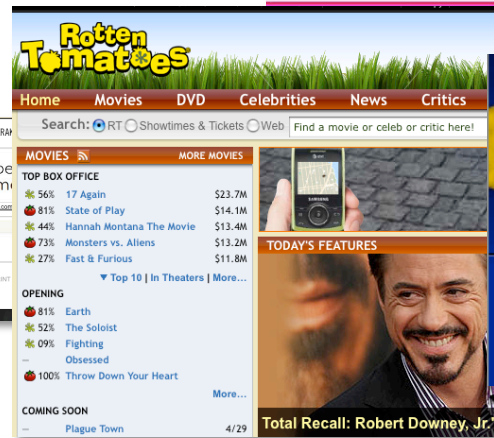 Rotten
Tomatoes®
Home Movies DVD Celebrities News Critics
Search: RT Showtimes & Tickets Web Find a movie or celeb or critic here!
MOVIES MORE MOVIES
TOP BOX OFFICE
56% 17 Again $23.7M
81% State of Play $14.1M
44% Hannah Montana The Movie $13.4M
73% Monsters vs. Aliens $13.2M
27% Fast & Furious $11.8M
Top 10 | In Theaters | More...
OPENING
81% Earth
52% The Soloist
09% Fighting
-- Obsessed
100% Throw Down Your Heart
More...
COMING SOON
-- Plague Town 4/29
SAMSUNG
TODAY'S FEATURES
Total Recall: Robert Downey, Jr.